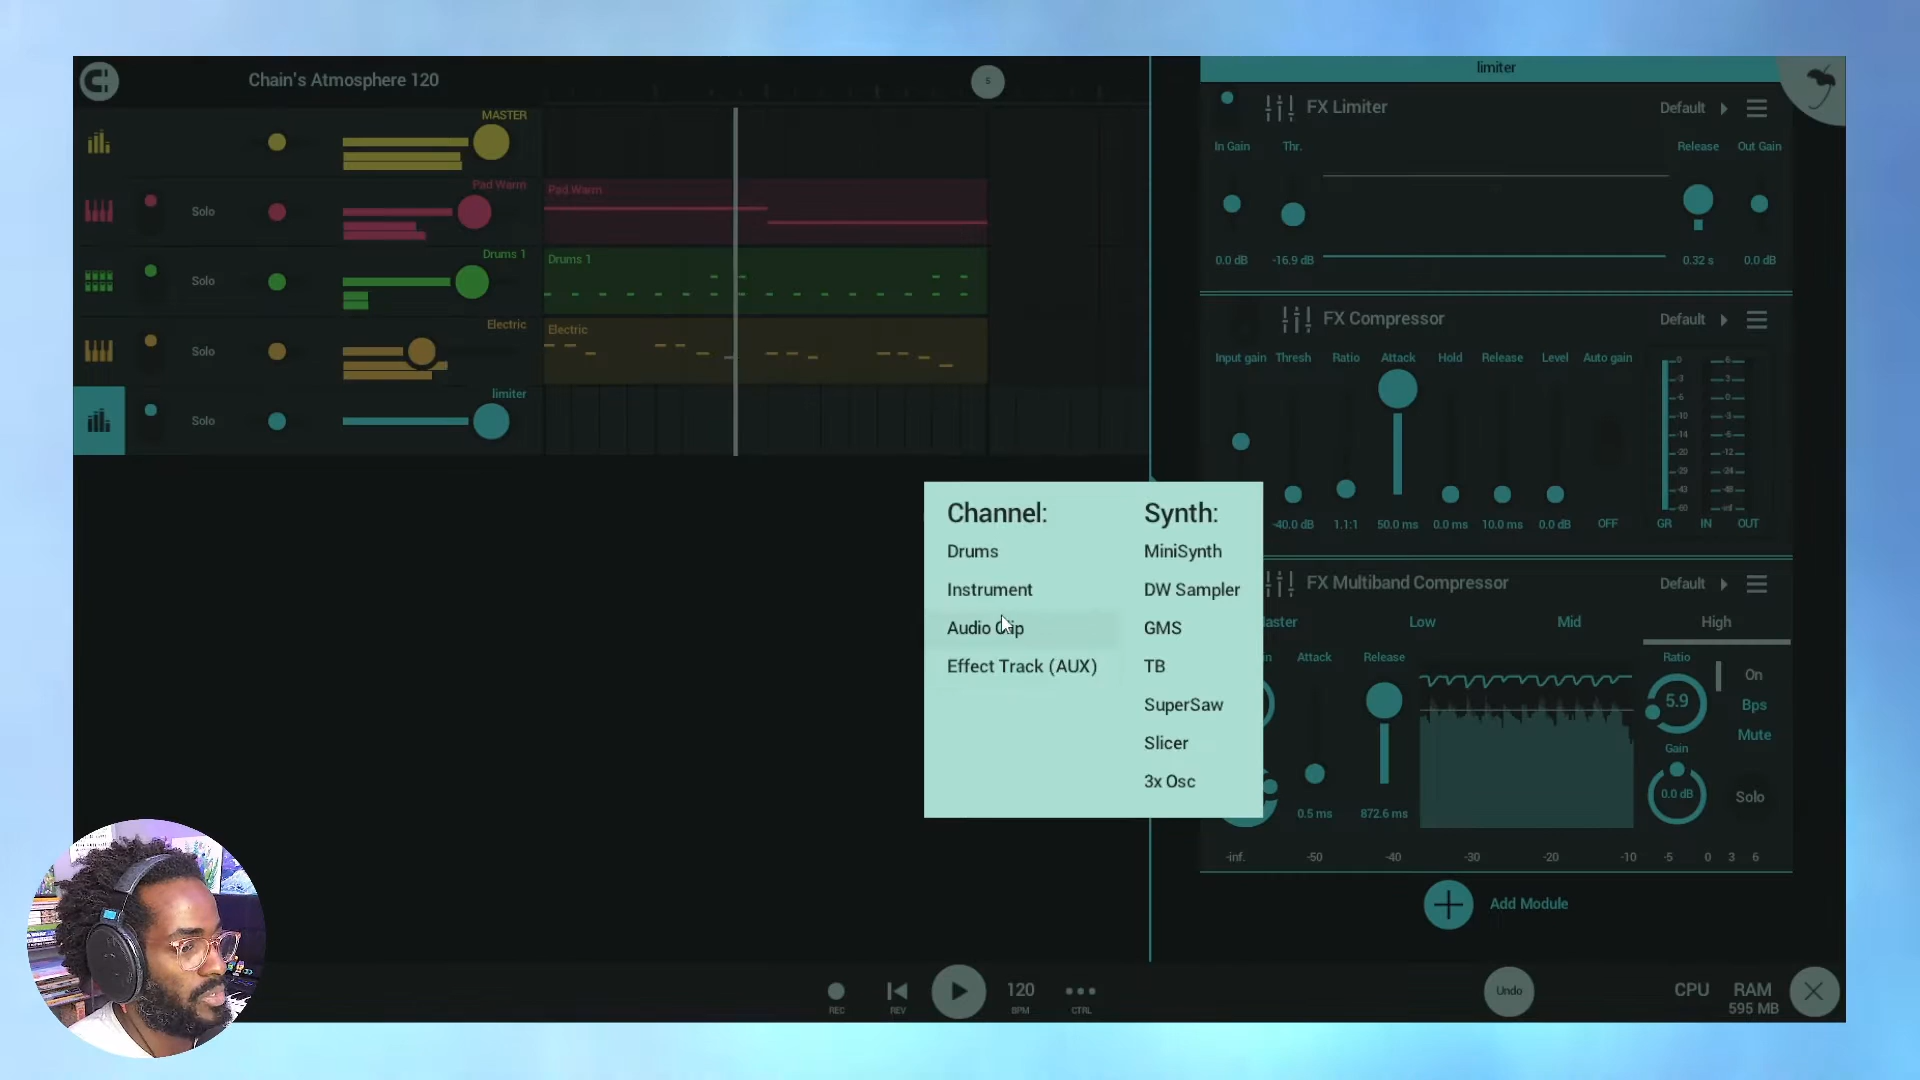 Chain's Atmosphere 120
S
MASTER
Pad Warm
Solo
Pad Warm
Drums 1
Solo
Drums 1
Electric
Solo
Electric
limiter
Solo
limiter
FX Limiter
Default
In Gain Thr. Release Out Gain
0.0 dB -16.9 dB 0.32 s 0.0 dB
FX Compressor
Default
Input gain Thresh Ratio Attack Hold Release Level Auto gain
-40.0 dB 1.1:1 50.0 ms 0.0 ms 10.0 ms 0.0 dB OFF
GR IN OUT
FX Multiband Compressor
Default
Low Mid High
Attack Release Ratio
On
5.9
Bps
Mute
Gain
0.0 dB
Solo
0.5 ms 872.6 ms
-inf. -50 -40 -30 -20 -10 -5 0 3 6
Add Module
Channel:
Drums
Instrument
Audio Clip
Effect Track (AUX)
Synth:
MiniSynth
DW Sampler
GMS
TB
SuperSaw
Slicer
3x Osc
REC
REV
120
BPM
CTRL
Undo
CPU RAM
595 MB